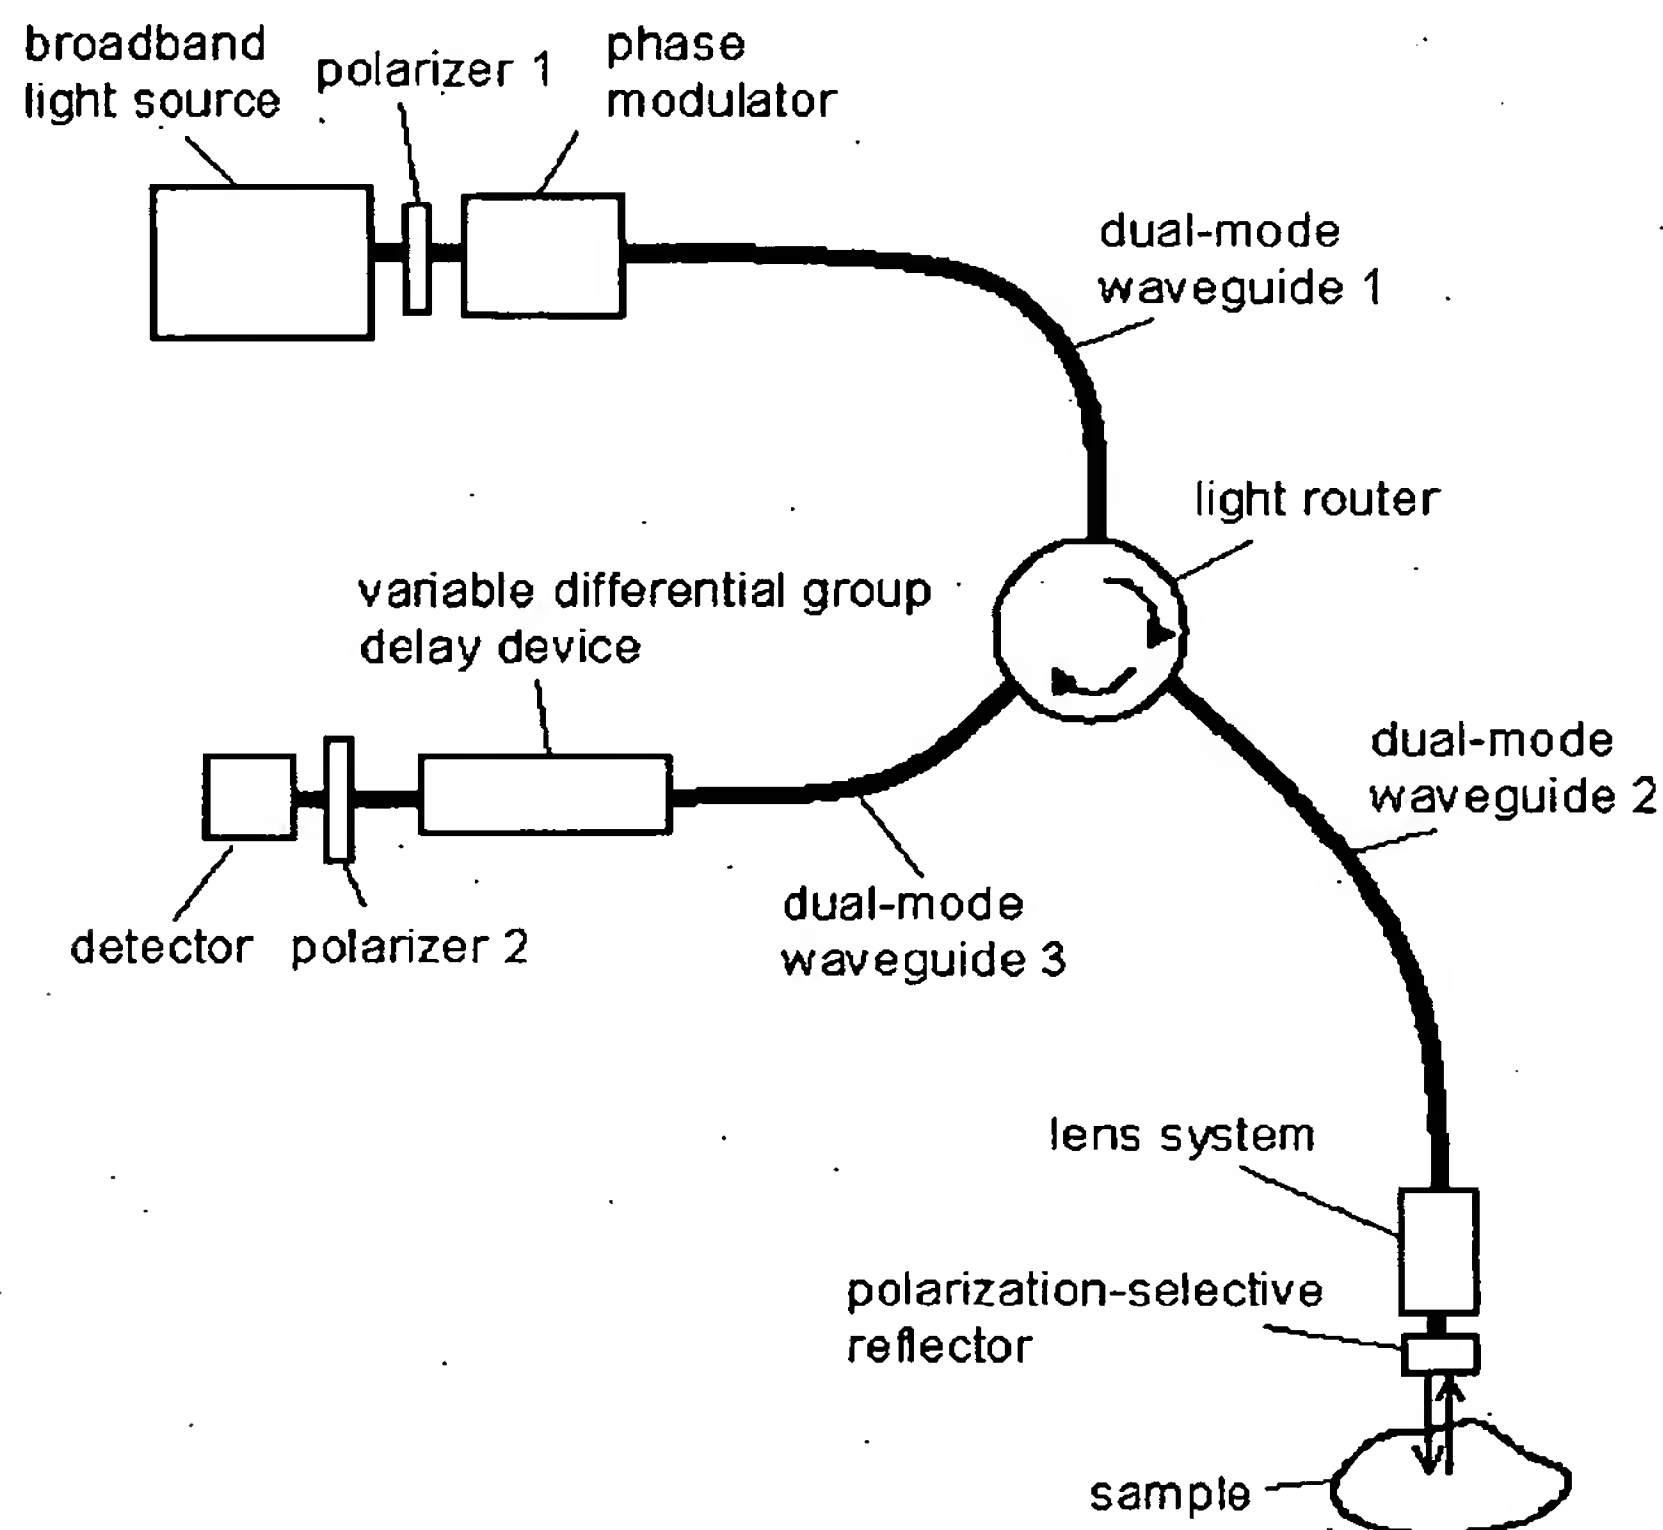 broadband
light source
polarizer 1
phase
modulator
dual-mode
waveguide 1
light router
variable differential group
delay device
dual-mode
waveguide 2
detector
polarizer 2
dual-mode
waveguide 3
lens system
polarization-selective
reflector
sample